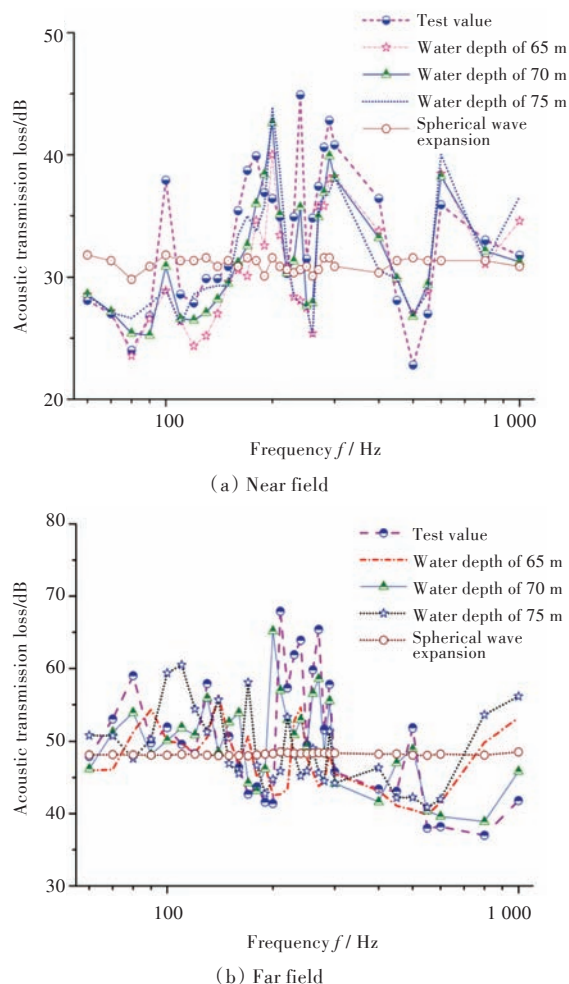 50
40
30
20
Acoustic transmission loss/dB
Test value
Water depth of 65 m
Water depth of 70 m
Water depth of 75 m
Spherical wave
expansion
100
1 000
Frequency f / Hz
(a) Near field
80
70
60
50
40
30
Acoustic transmission loss/dB
Test value
Water depth of 65 m
Water depth of 70 m
Water depth of 75 m
Spherical wave
expansion
100
1 000
Frequency f / Hz
(b) Far field